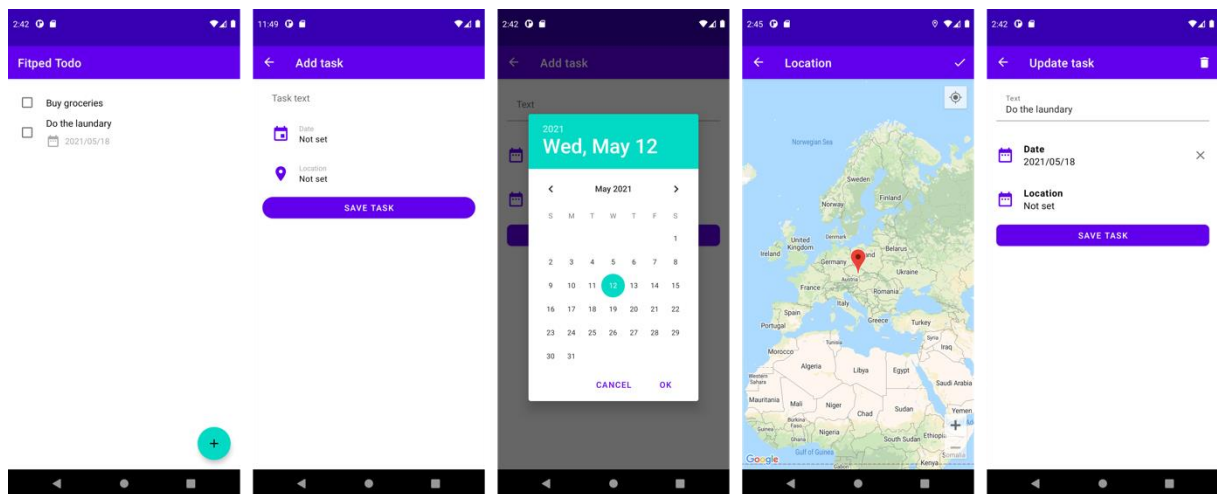 2:42
Fitped Todo
Buy groceries
Do the laundary
2021/05/18
+
11:49
Add task
Task text
Date
Not set
Location
Not set
SAVE TASK
2:42
Add task
Text
2021
Wed, May 12
May 2021
S M T W T F S
1
2 3 4 5 6 7 8
9 10 11 12 13 14 15
16 17 18 19 20 21 22
23 24 25 26 27 28 29
30 31
CANCEL OK
2:45
Location
Norwegian Sea
Sweden
Finland
Norway
United
Kingdom
Denmark
Ireland
Belarus
Germany
Ukraine
Austria
France
Romania
Italy
Spain
Portugal
Greece
Turkey
Syria
Tunisia
Iraq
Morocco
Algeria
Libya
Egypt
Western
Sahara
Saudi Arabia
Mauritania
Mali
Niger
Chad
Sudan
Yemen
Burkina
Faso
Guinea
Ghana
Nigeria
South Sudan
Gulf of Guinea
Somalia
Gabon
Kenya
Google
2:42
Update task
Text
Do the laundary
Date
2021/05/18
Location
Not set
SAVE TASK